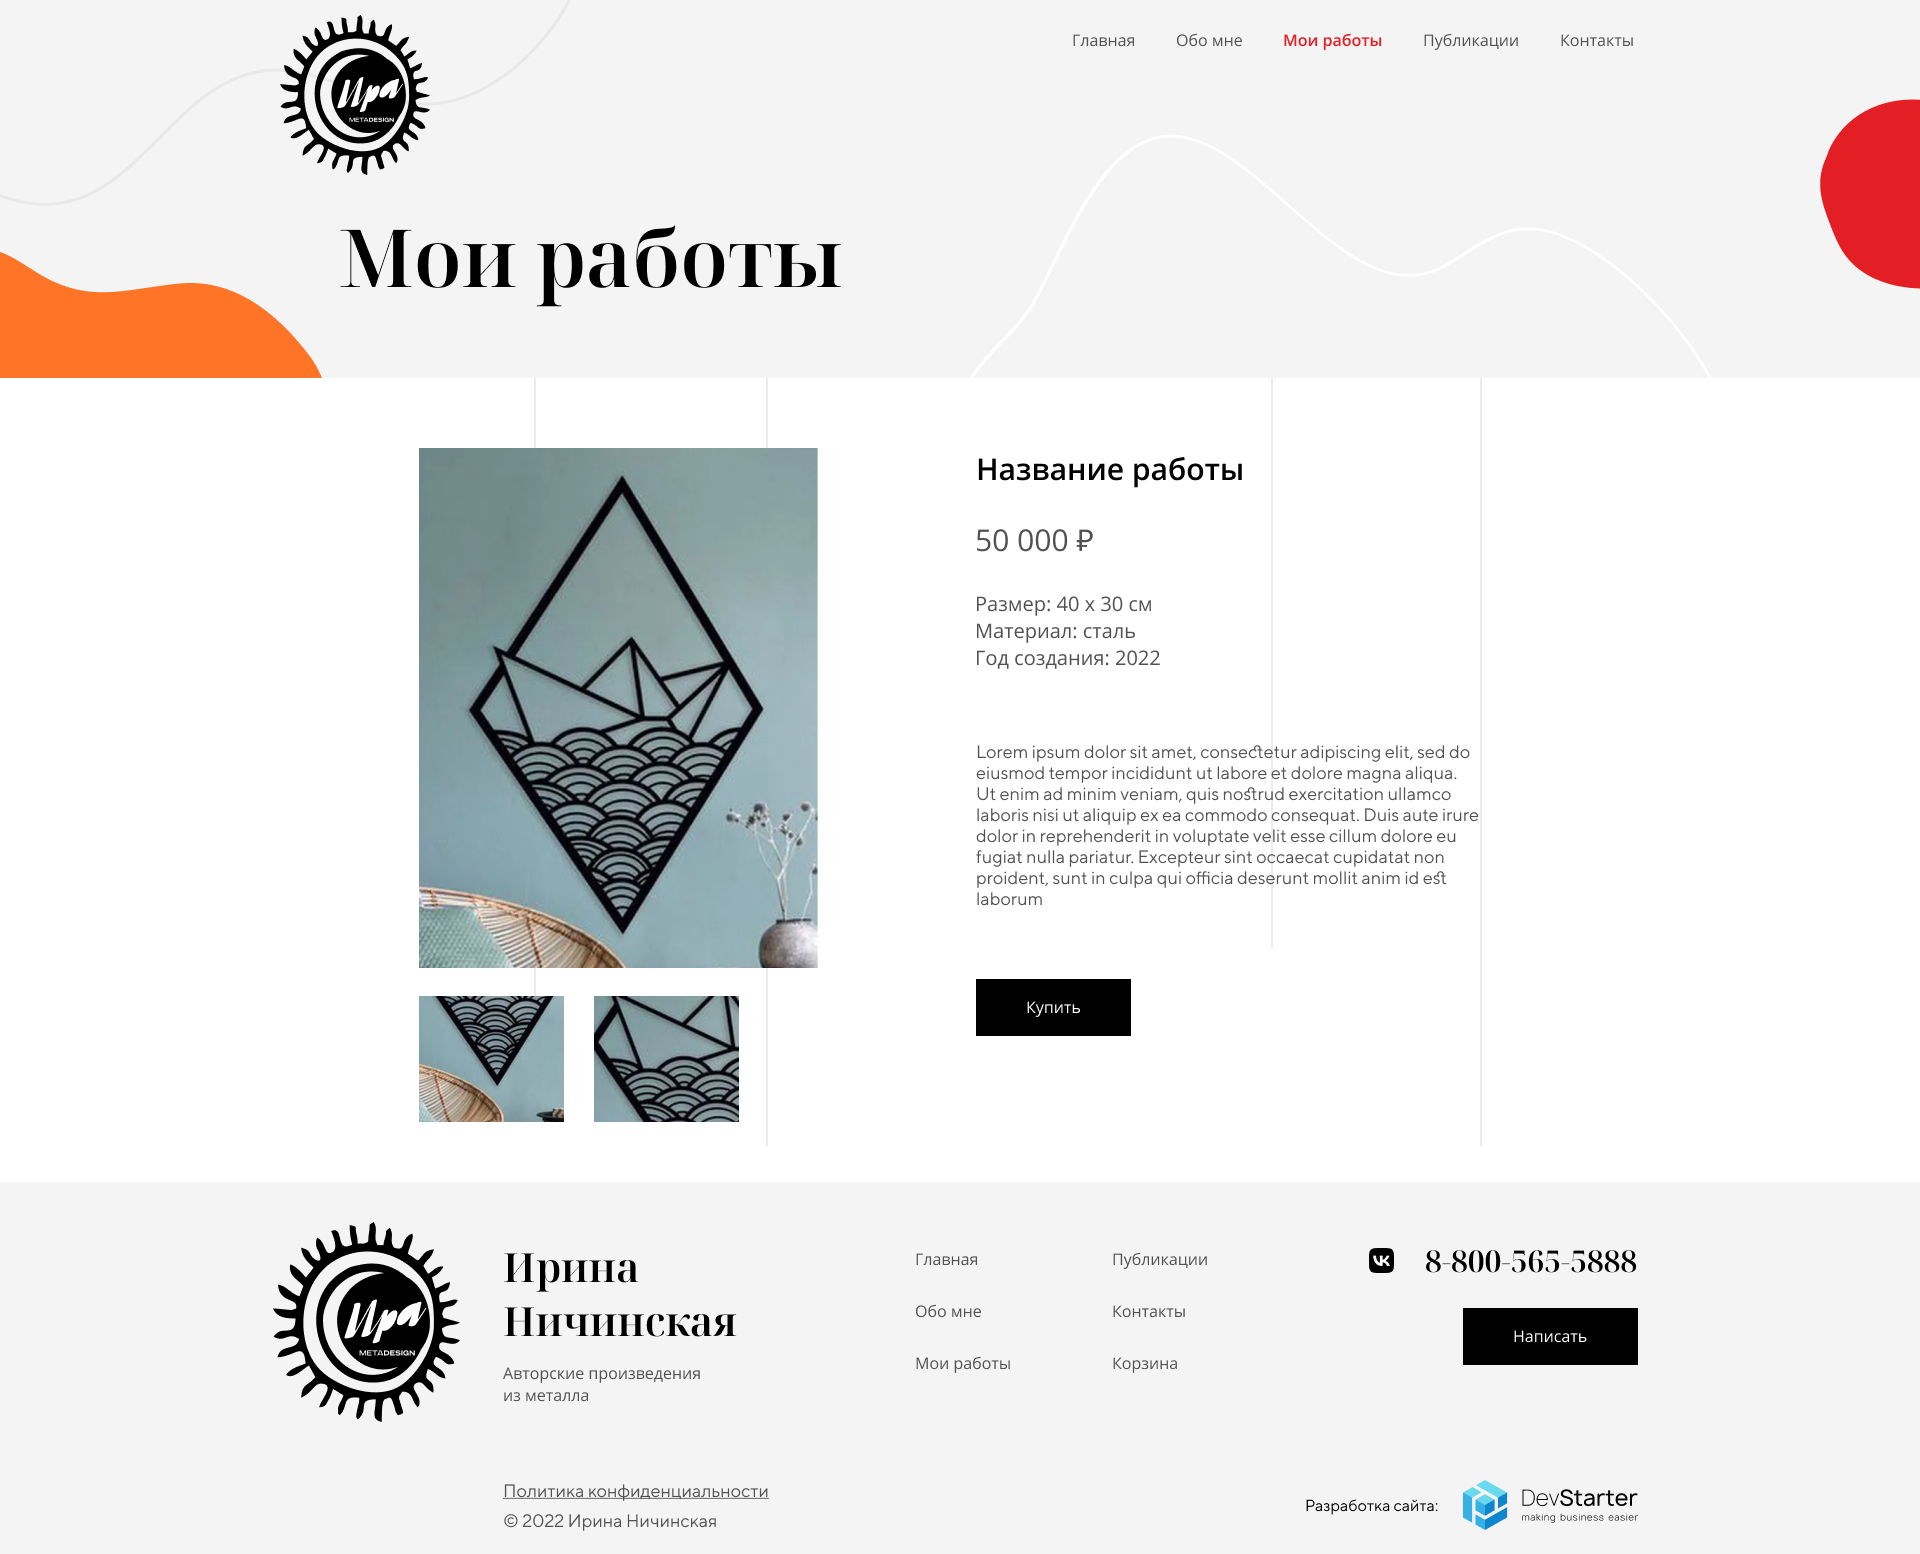 Ира
METADESIGN
Главная
Обо мне
Мои работы
Публикации
Контакты
Мои работы
Название работы
50 000 ₽
Размер: 40 х 30 см
Материал: сталь
Год создания: 2022
Lorem ipsum dolor sit amet, consectetur adipiscing elit, sed do
eiusmod tempor incididunt ut labore et dolore magna aliqua.
Ut enim ad minim veniam, quis nostrud exercitation ullamco
laboris nisi ut aliquip ex ea commodo consequat. Duis aute irure
dolor in reprehenderit in voluptate velit esse cillum dolore eu
fugiat nulla pariatur. Excepteur sint occaecat cupidatat non
proident, sunt in culpa qui officia deserunt mollit anim id est
laborum
Купить
Ира
METADESIGN
Ирина
Ничинская
Авторские произведения
из металла
Главная
Обо мне
Мои работы
Публикации
Контакты
Корзина
8-800-565-5888
Написать
Политика конфиденциальности
© 2022 Ирина Ничинская
Разработка сайта:
DevStarter
making business easier